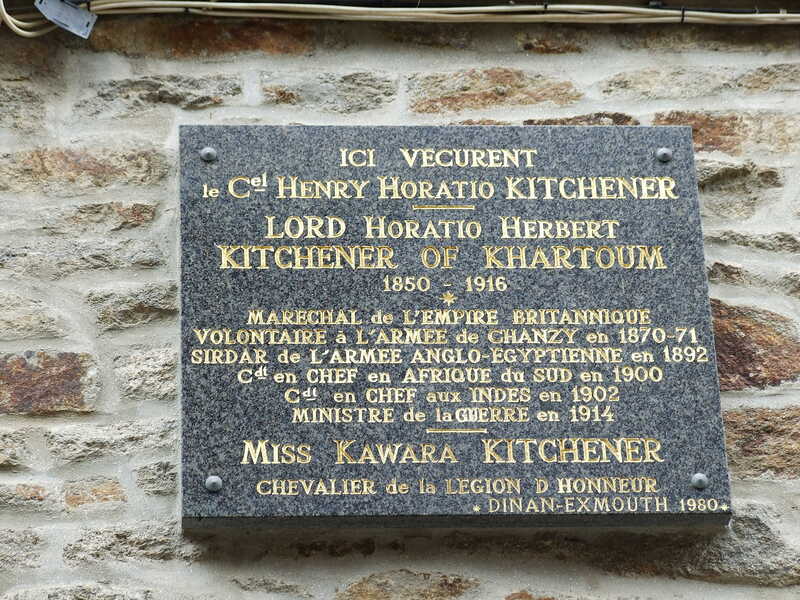 ICI VECURENT
le Cel HENRY HORATIO KITCHENER
LORD HORATIO HERBERT
KITCHENER OF KHARTOUM
1850 - 1916
*
MARECHAL de L'EMPIRE BRITANNIQUE
VOLONTAIRE à L'ARMEE de CHANZY en 1870-71
SIRDAR de L'ARMEE ANGLO-EGYPTIENNE en 1892
Cdt en CHEF en AFRIQUE du SUD en 1900
Cdt en CHEF aux INDES en 1902
MINISTRE de la GUERRE en 1914
MISS KAWARA KITCHENER
CHEVALIER de la LEGION D HONNEUR
* DINAN-EXMOUTH 1980 *